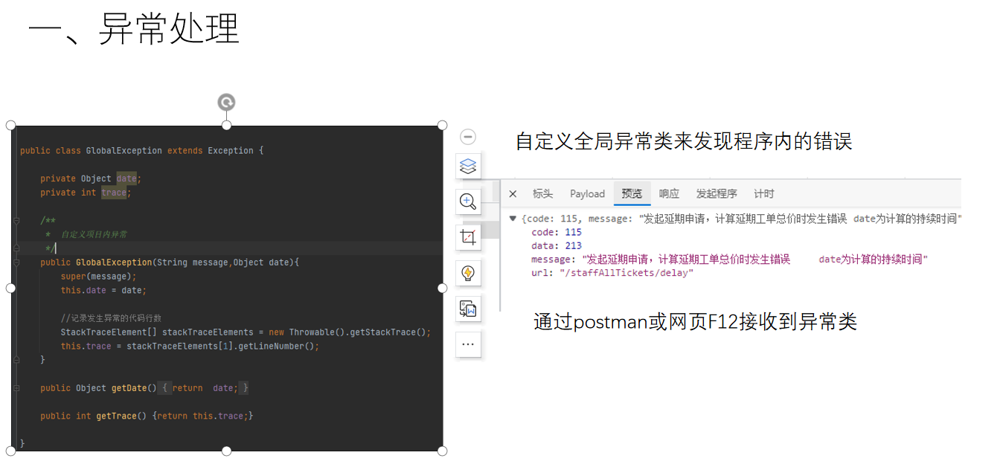 一、异常处理
public class GlobalException extends Exception {
private Object date;
private int trace;
/**
* 自定义项目内异常
*/
public GlobalException(String message,Object date){
super(message);
this.date = date;
//记录发生异常的代码行数
StackTraceElement[] stackTraceElements = new Throwable().getStackTrace();
this.trace = stackTraceElements[1].getLineNumber();
}
public Object getDate() { return date; }
public int getTrace() {return this.trace;}
}
自定义全局异常类来发现程序内的错误
标头 Payload 预览 响应 发起程序 计时
{code: 115, message: "发起延期申请，计算延期工单总价时发生错误 date为计算的持续时间"
code: 115
data: 213
message: "发起延期申请，计算延期工单总价时发生错误 date为计算的持续时间"
url: "/staffAllTickets/delay"
通过postman或网页F12接收到异常类